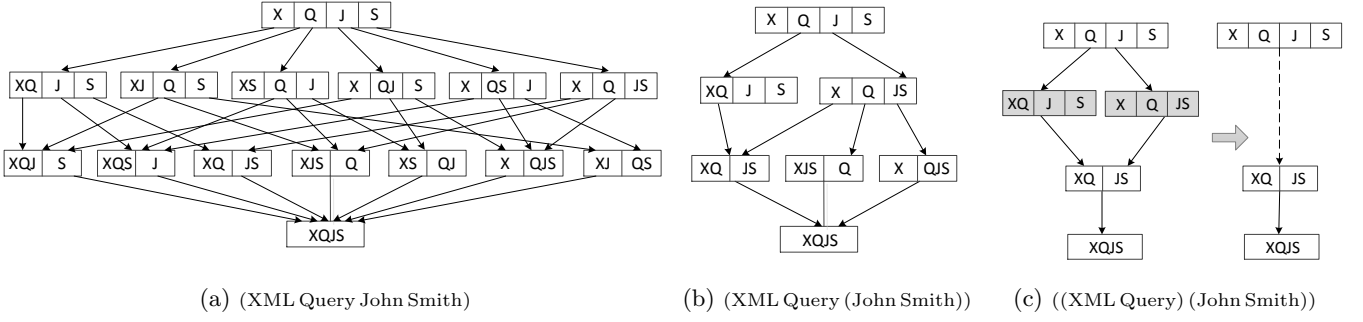 X Q J S
XQ J S XJ Q S XS Q J X QJ S X QS J X Q JS
XQJ S XQS J XQ JS XJS Q XS QJ X QJS XJ QS
XQJS
(a) (XML Query John Smith)
X Q J S
XQ J S X Q JS
XQ JS XJS Q X QJS
XQJS
(b) (XML Query (John Smith))
X Q J S X Q J S
XQ J S X Q JS
XQ JS XQ JS
XQJS XQJS
(c) ((XML Query) (John Smith))